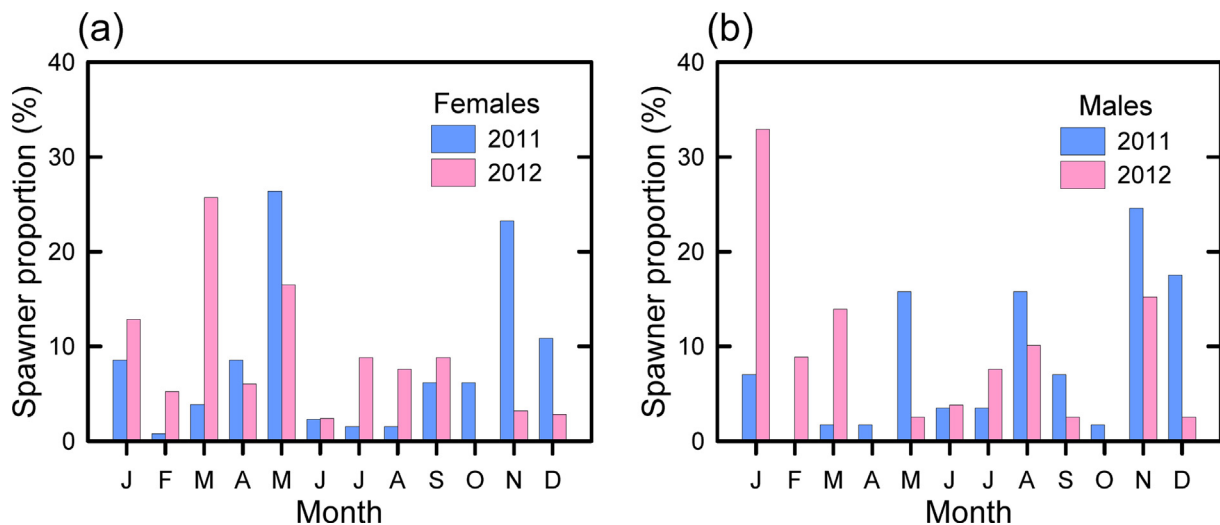 (a)
Spawner proportion (%)
40
30
20
10
0
Females
2011
2012
J F M A M J J A S O N D
Month
(b)
Spawner proportion (%)
40
30
20
10
0
Males
2011
2012
J F M A M J J A S O N D
Month